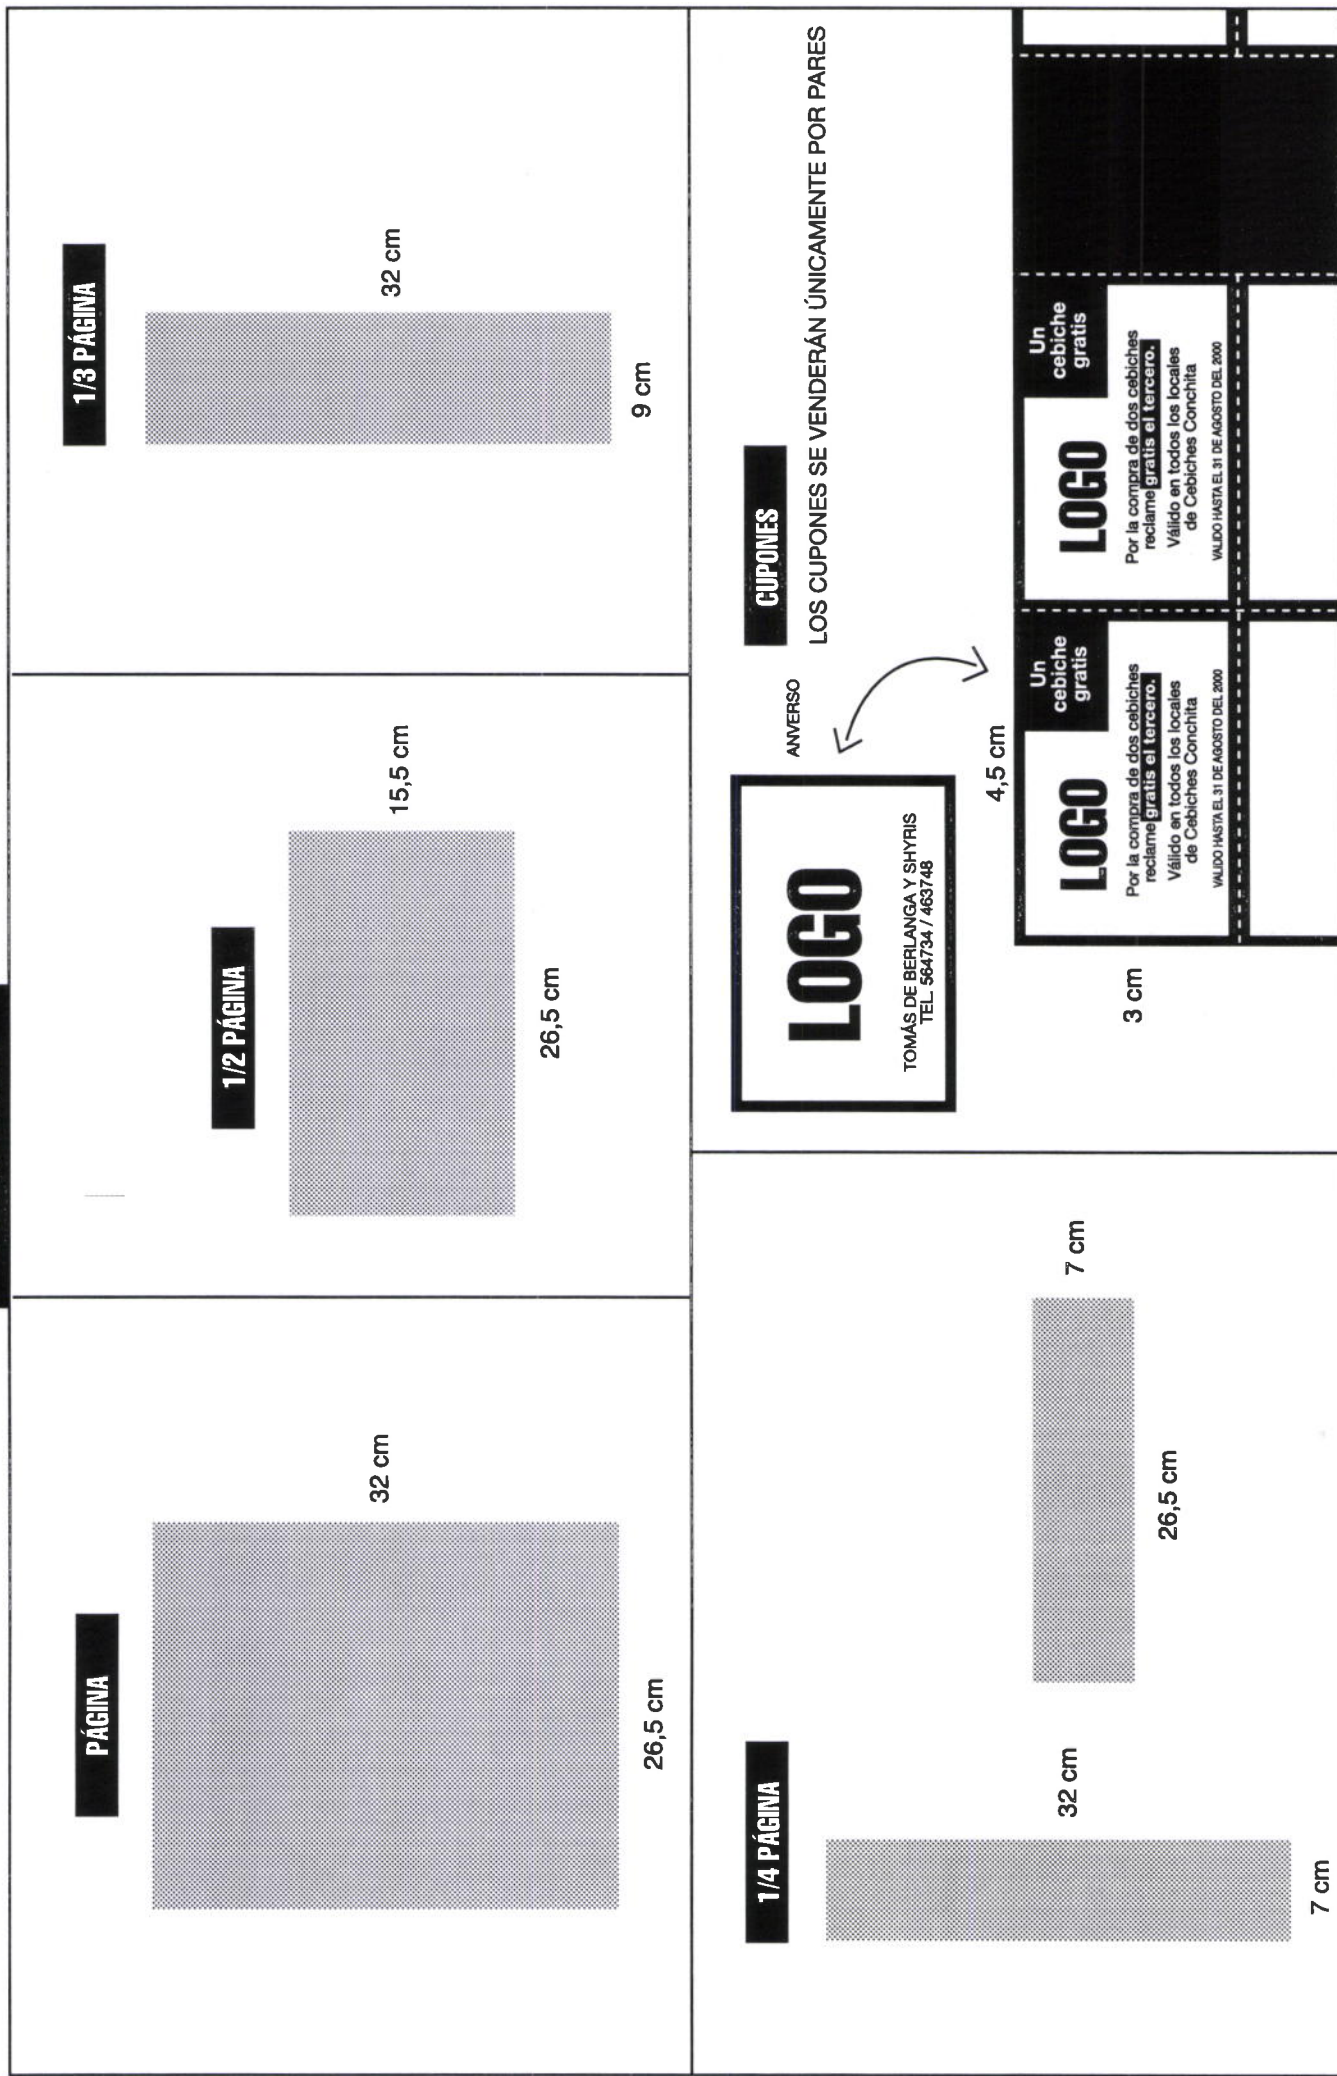 PÁGINA
32 cm
26,5 cm
1/2 PÁGINA
15,5 cm
26,5 cm
1/3 PÁGINA
32 cm
9 cm
1/4 PÁGINA
32 cm
7 cm
7 cm
26,5 cm
CUPONES
LOS CUPONES SE VENDERÁN ÚNICAMENTE POR PARES
ANVERSO
LOGO
TOMÁS DE BERLANGA Y SHYRIS
TEL. 564734 / 463748
4,5 cm
3 cm
LOGO
Un
cebiche
gratis
Por la compra de dos cebiches
reclame gratis el tercero.
Válido en todos los locales
de Cebiches Conchita
VALIDO HASTA EL 31 DE AGOSTO DEL 2000
LOGO
Un
cebiche
gratis
Por la compra de dos cebiches
reclame gratis el tercero.
Válido en todos los locales
de Cebiches Conchita
VALIDO HASTA EL 31 DE AGOSTO DEL 2000